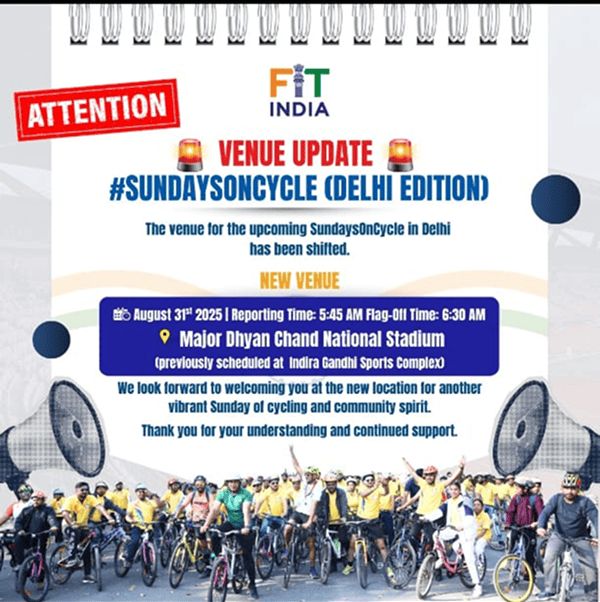 ATTENTION
FIT
INDIA
VENUE UPDATE
#SUNDAYSONCYCLE (DELHI EDITION)
The venue for the upcoming SundaysOnCycle in Delhi
has been shifted.
NEW VENUE
August 31st 2025 | Reporting Time: 5:45 AM Flag-Off Time: 6:30 AM
Major Dhyan Chand National Stadium
(previously scheduled at Indira Gandhi Sports Complex)
We look forward to welcoming you at the new location for another
vibrant Sunday of cycling and community spirit.
Thank you for your understanding and continued support.